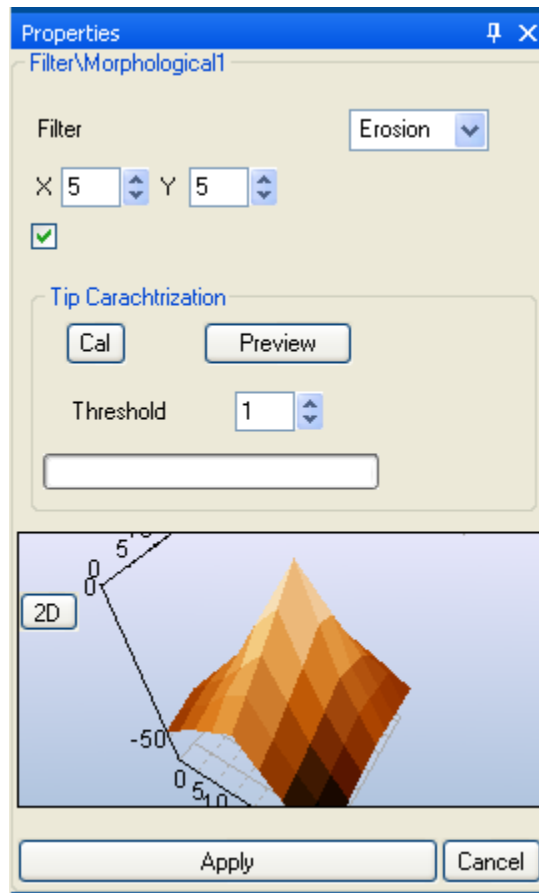 Properties
Filter\Morphological1
Filter Erosion
X 5 Y 5
Tip Carachtrization
Cal Preview
Threshold 1
5
0
0
2D
-50
0
5
10
Apply Cancel